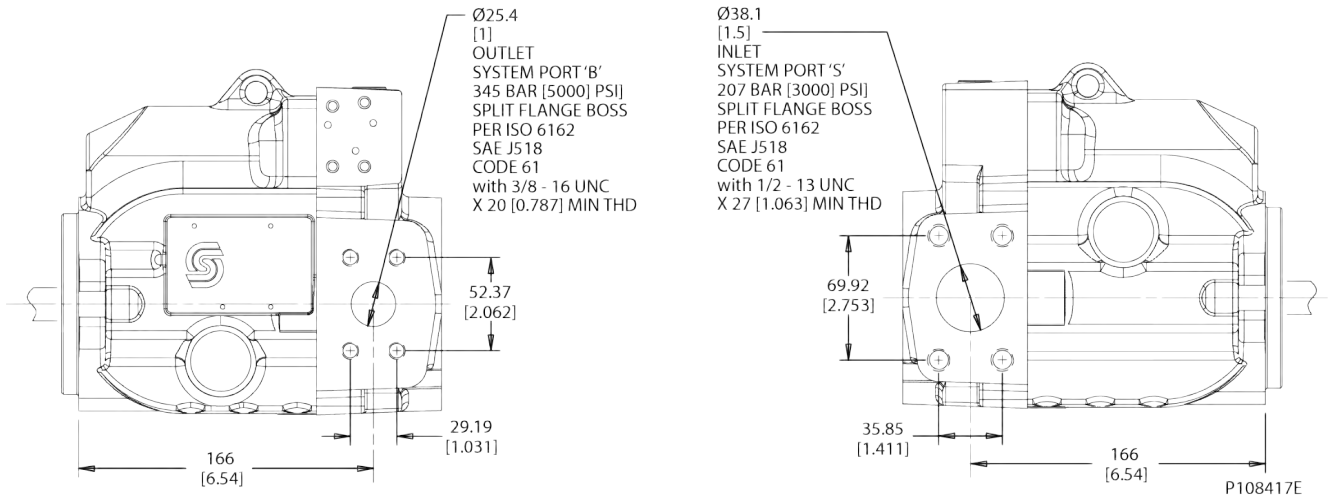 Ø25.4
[1]
OUTLET
SYSTEM PORT 'B'
345 BAR [5000] PSI]
SPLIT FLANGE BOSS
PER ISO 6162
SAE J518
CODE 61
with 3/8 - 16 UNC
X 20 [0.787] MIN THD
52.37
[2.062]
29.19
[1.031]
166
[6.54]
Ø38.1
[1.5]
INLET
SYSTEM PORT 'S'
207 BAR [3000] PSI]
SPLIT FLANGE BOSS
PER ISO 6162
SAE J518
CODE 61
with 1/2 - 13 UNC
X 27 [1.063] MIN THD
69.92
[2.753]
35.85
[1.411]
166
[6.54]
P108417E